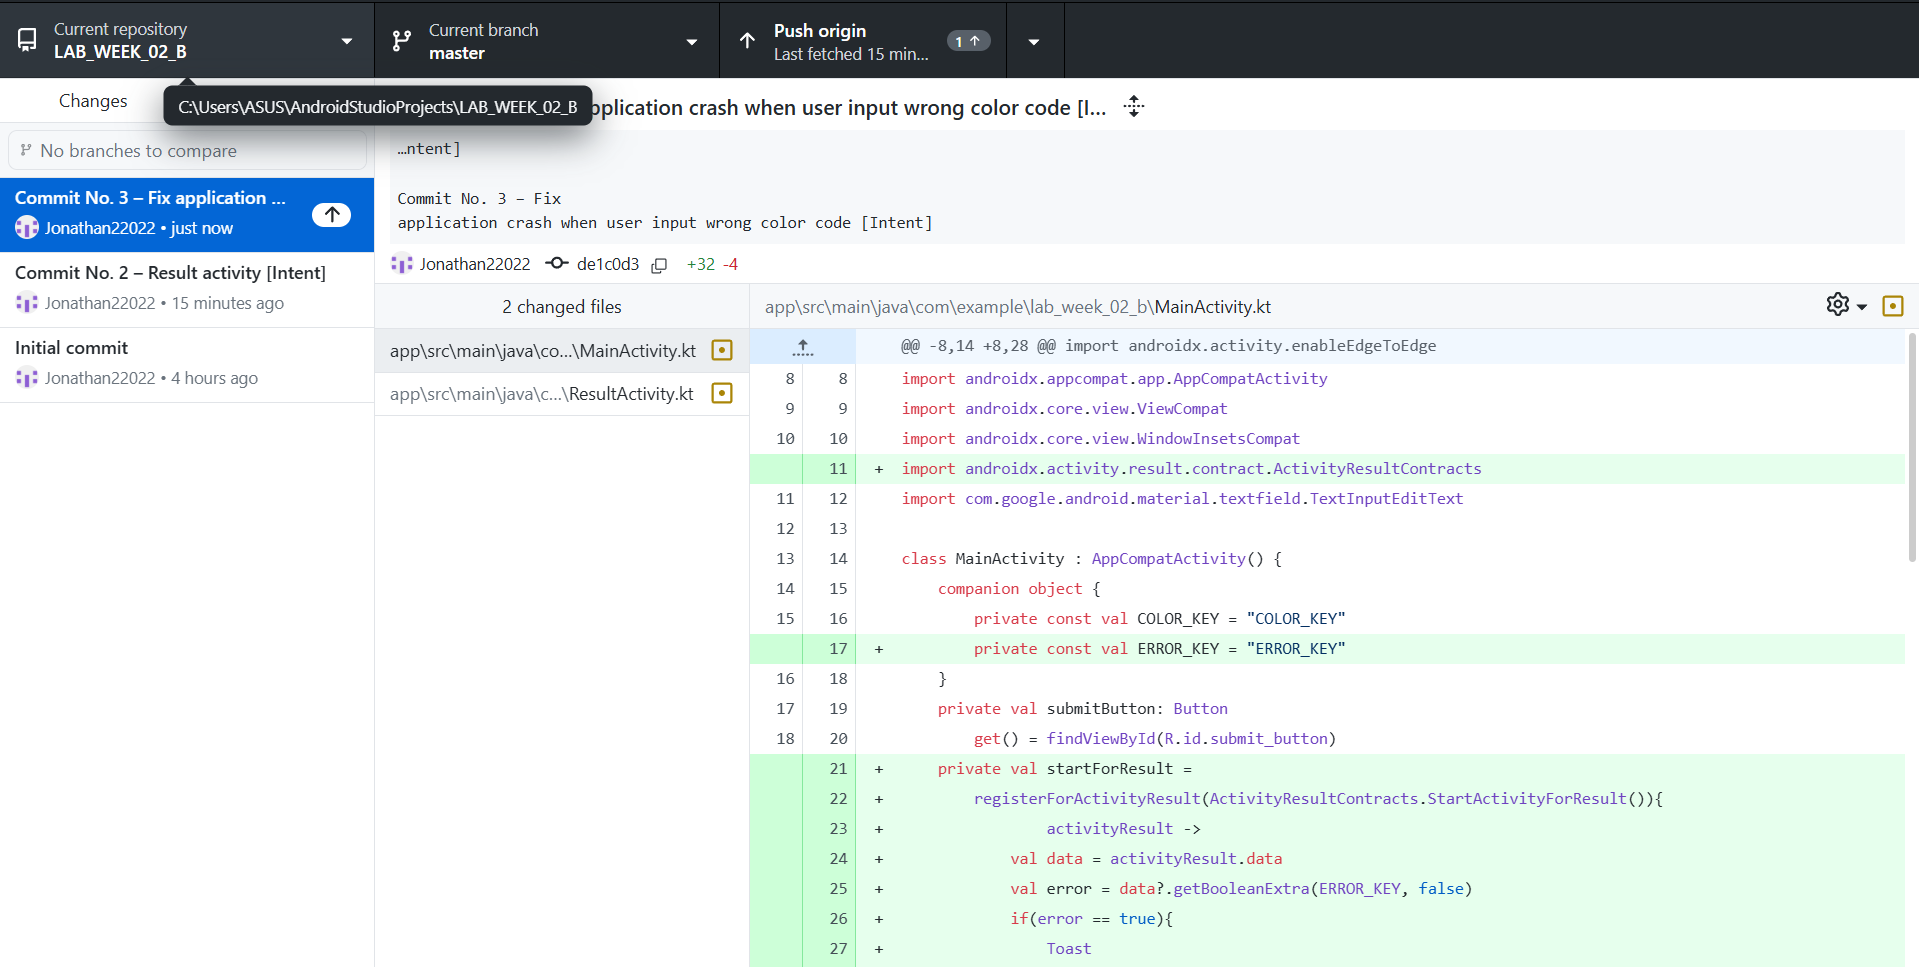 Current repository
LAB_WEEK_02_B
Current branch
master
Push origin
Last fetched 15 min...
1
Changes
C:\Users\ASUS\AndroidStudioProjects\LAB_WEEK_02_B
pplication crash when user input wrong color code [I...
No branches to compare
Commit No. 3 – Fix application ...
Jonathan22022 • just now
Commit No. 2 – Result activity [Intent]
Jonathan22022 • 15 minutes ago
Initial commit
Jonathan22022 • 4 hours ago
…ntent]
Commit No. 3 – Fix
application crash when user input wrong color code [Intent]
Jonathan22022 de1c0d3 +32 -4
2 changed files
app\src\main\java\co...\MainActivity.kt
app\src\main\java\c...\ResultActivity.kt
app\src\main\java\com\example\lab_week_02_b\MainActivity.kt
@@ -8,14 +8,28 @@ import androidx.activity.enableEdgeToEdge
8 8 import androidx.appcompat.app.AppCompatActivity
9 9 import androidx.core.view.ViewCompat
10 10 import androidx.core.view.WindowInsetsCompat
11 + import androidx.activity.result.contract.ActivityResultContracts
11 12 import com.google.android.material.textfield.TextInputEditText
12 13
13 14 class MainActivity : AppCompatActivity() {
14 15 companion object {
15 16 private const val COLOR_KEY = "COLOR_KEY"
17 + private const val ERROR_KEY = "ERROR_KEY"
16 18 }
17 19 private val submitButton: Button
18 20 get() = findViewById(R.id.submit_button)
21 + private val startForResult =
22 + registerForActivityResult(ActivityResultContracts.StartActivityForResult()){
23 + activityResult ->
24 + val data = activityResult.data
25 + val error = data?.getBooleanExtra(ERROR_KEY, false)
26 + if(error == true){
27 + Toast